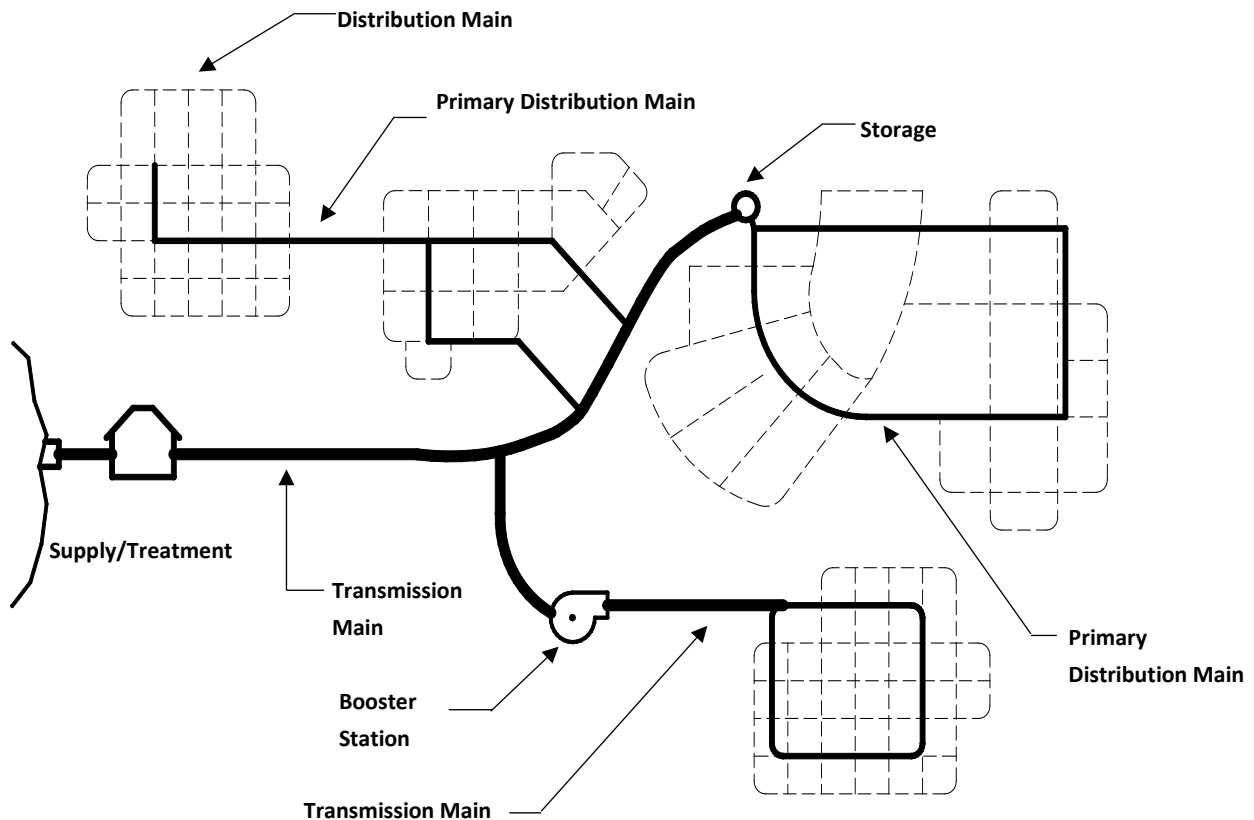 Distribution Main
Primary Distribution Main
Storage
Supply/Treatment
Transmission
Main
Primary
Distribution Main
Booster
Station
Transmission Main